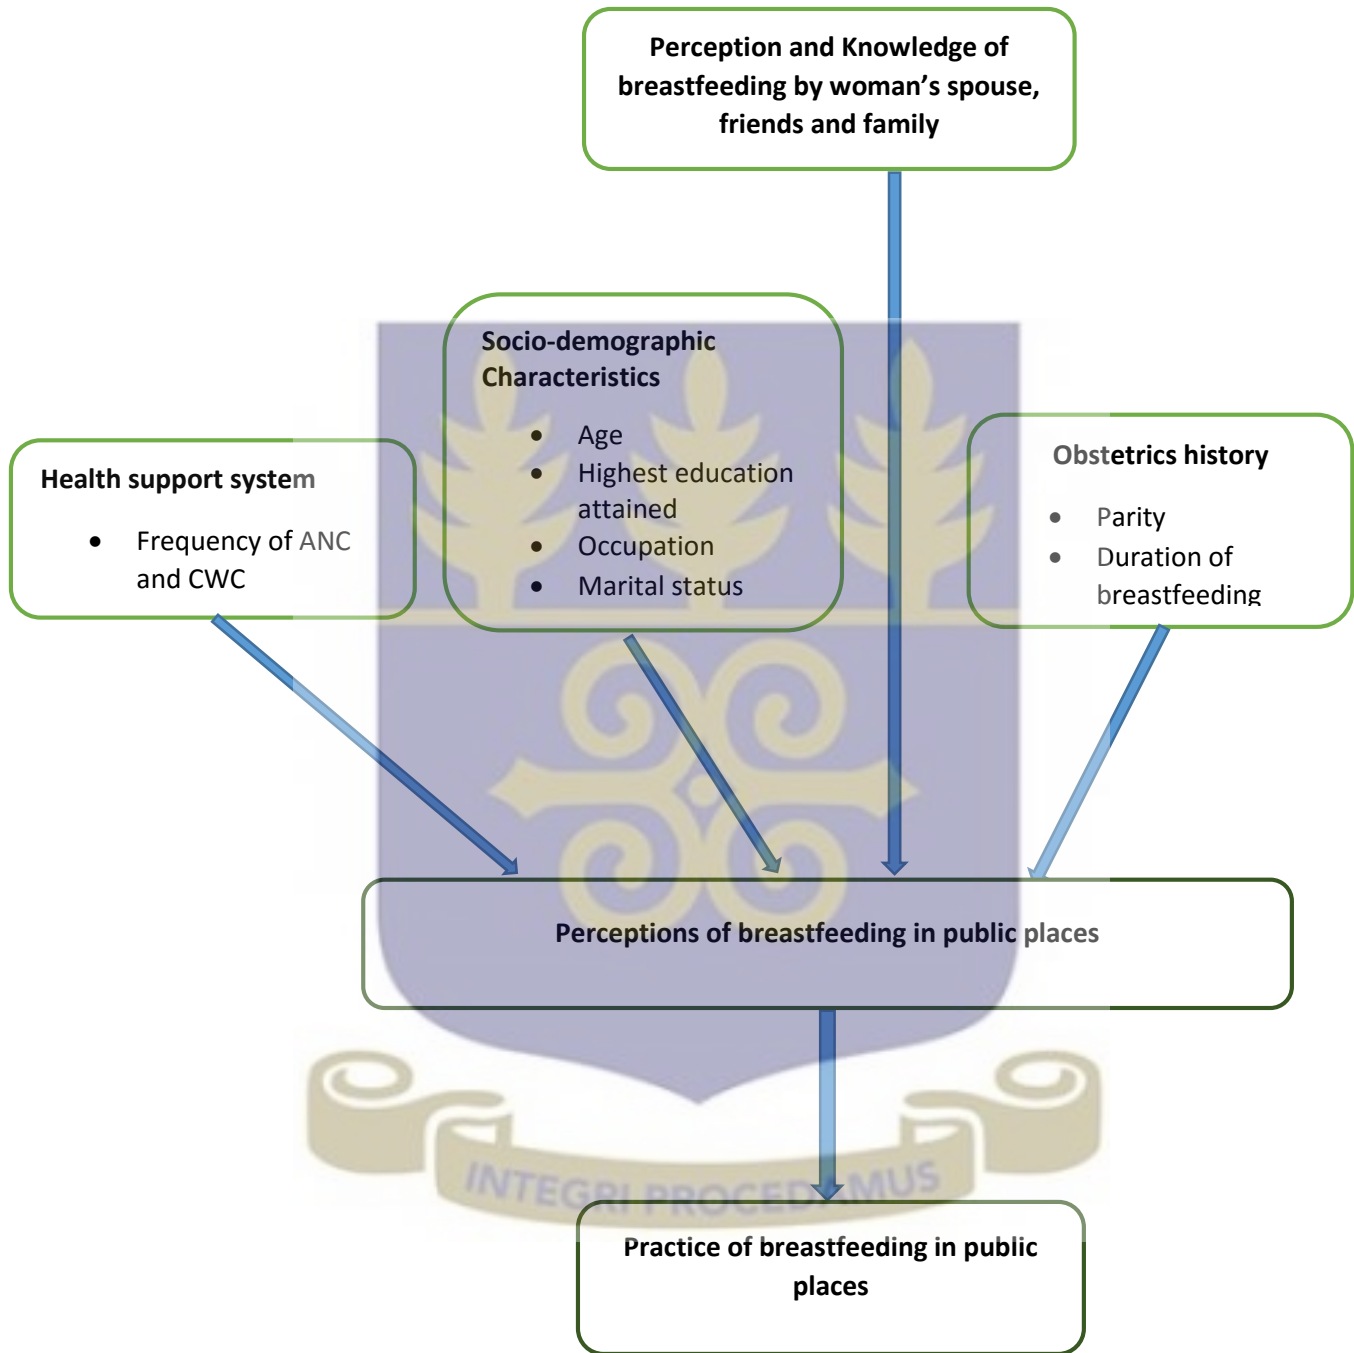 Perception and Knowledge of
breastfeeding by woman’s spouse,
friends and family
Socio-demographic
Characteristics
• Age
• Highest education
attained
• Occupation
• Marital status
Health support system
• Frequency of ANC
and CWC
Obstetrics history
• Parity
• Duration of
breastfeeding
Perceptions of breastfeeding in public places
INTEGRI PROCEDAMUS
Practice of breastfeeding in public
places